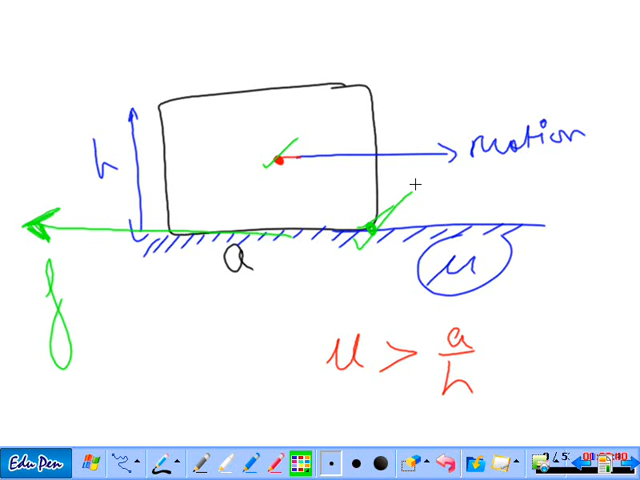 h
motion
a
μ
f
μ > a/h
Edu Pen